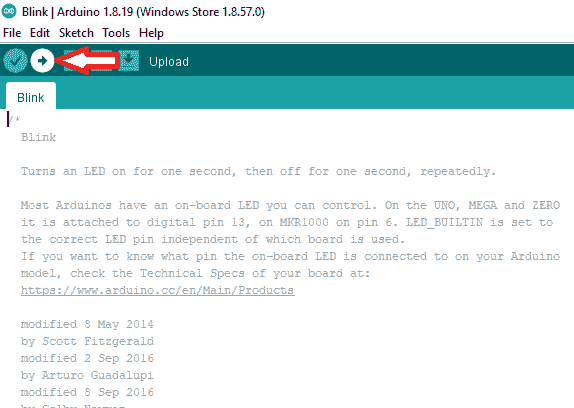 Blink | Arduino 1.8.19 (Windows Store 1.8.57.0)
File Edit Sketch Tools Help
Upload
Blink
/*
Blink
Turns an LED on for one second, then off for one second, repeatedly.
Most Arduinos have an on-board LED you can control. On the UNO, MEGA and ZERO
it is attached to digital pin 13, on MKR1000 on pin 6. LED_BUILTIN is set to
the correct LED pin independent of which board is used.
If you want to know what pin the on-board LED is connected to on your Arduino
model, check the Technical Specs of your board at:
https://www.arduino.cc/en/Main/Products
modified 8 May 2014
by Scott Fitzgerald
modified 2 Sep 2016
by Arturo Guadalupi
modified 8 Sep 2016
by Colby